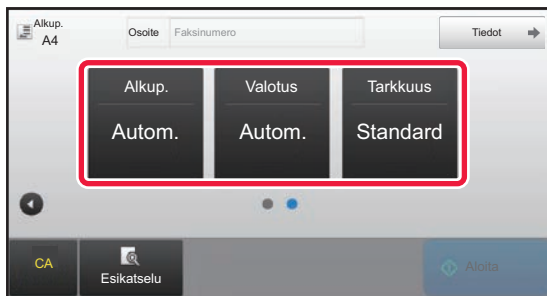 Alkup.
A4
Osoite
Faksinumero
Tiedot
Alkup.
Valotus
Tarkkuus
Autom.
Autom.
Standard
CA
Esikatselu
Aloita